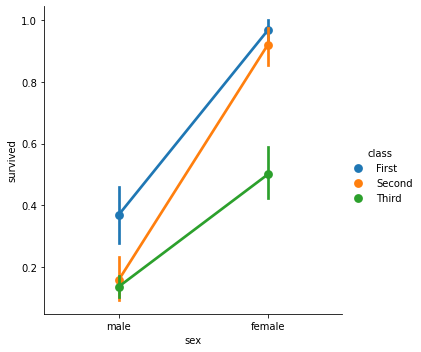 1.0
0.8
0.6
0.4
0.2
survived
male female
sex
class
First
Second
Third